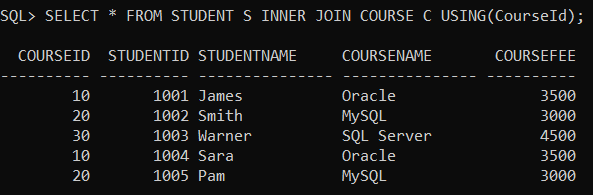 SQL> SELECT * FROM STUDENT S INNER JOIN COURSE C USING(CourseId);
COURSEID STUDENTID STUDENTNAME COURSENAME COURSEFEE
---------- ---------- --------------- --------------- ----------
10 1001 James Oracle 3500
20 1002 Smith MySQL 3000
30 1003 Warner SQL Server 4500
10 1004 Sara Oracle 3500
20 1005 Pam MySQL 3000